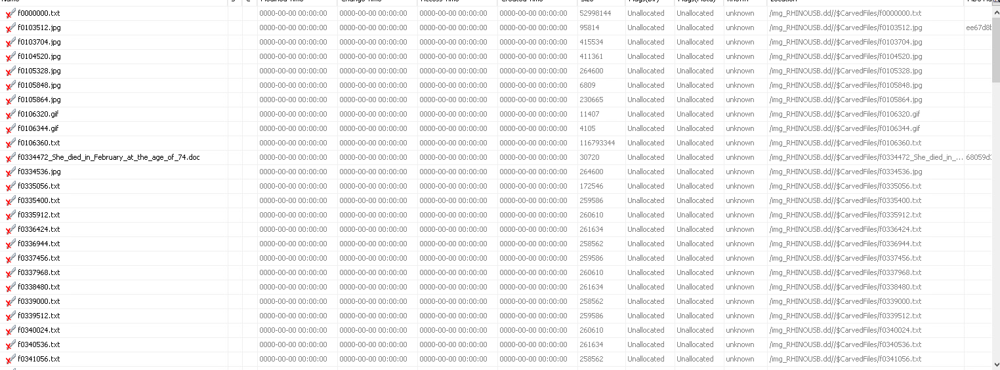 Name S C Modified Time Change Time Access Time Created Time Size Flags(Dir) Flags(Meta) Known Location
f0000000.txt 0000-00-00 00:00:00 0000-00-00 00:00:00 0000-00-00 00:00:00 0000-00-00 00:00:00 52998144 Unallocated Unallocated unknown /img_RHINOUSB.dd//$CarvedFiles/f0000000.txt
f0103512.jpg 0000-00-00 00:00:00 0000-00-00 00:00:00 0000-00-00 00:00:00 0000-00-00 00:00:00 95814 Unallocated Unallocated unknown /img_RHINOUSB.dd//$CarvedFiles/f0103512.jpg ee67d8b
f0103704.jpg 0000-00-00 00:00:00 0000-00-00 00:00:00 0000-00-00 00:00:00 0000-00-00 00:00:00 415534 Unallocated Unallocated unknown /img_RHINOUSB.dd//$CarvedFiles/f0103704.jpg
f0104520.jpg 0000-00-00 00:00:00 0000-00-00 00:00:00 0000-00-00 00:00:00 0000-00-00 00:00:00 411361 Unallocated Unallocated unknown /img_RHINOUSB.dd//$CarvedFiles/f0104520.jpg
f0105328.jpg 0000-00-00 00:00:00 0000-00-00 00:00:00 0000-00-00 00:00:00 0000-00-00 00:00:00 264600 Unallocated Unallocated unknown /img_RHINOUSB.dd//$CarvedFiles/f0105328.jpg
f0105848.jpg 0000-00-00 00:00:00 0000-00-00 00:00:00 0000-00-00 00:00:00 0000-00-00 00:00:00 6809 Unallocated Unallocated unknown /img_RHINOUSB.dd//$CarvedFiles/f0105848.jpg
f0105864.jpg 0000-00-00 00:00:00 0000-00-00 00:00:00 0000-00-00 00:00:00 0000-00-00 00:00:00 230665 Unallocated Unallocated unknown /img_RHINOUSB.dd//$CarvedFiles/f0105864.jpg
f0106320.gif 0000-00-00 00:00:00 0000-00-00 00:00:00 0000-00-00 00:00:00 0000-00-00 00:00:00 11407 Unallocated Unallocated unknown /img_RHINOUSB.dd//$CarvedFiles/f0106320.gif
f0106344.gif 0000-00-00 00:00:00 0000-00-00 00:00:00 0000-00-00 00:00:00 0000-00-00 00:00:00 4105 Unallocated Unallocated unknown /img_RHINOUSB.dd//$CarvedFiles/f0106344.gif
f0106360.txt 0000-00-00 00:00:00 0000-00-00 00:00:00 0000-00-00 00:00:00 0000-00-00 00:00:00 116793344 Unallocated Unallocated unknown /img_RHINOUSB.dd//$CarvedFiles/f0106360.txt
f0334472_She_died_in_February_at_the_age_of_74.doc 0000-00-00 00:00:00 0000-00-00 00:00:00 0000-00-00 00:00:00 0000-00-00 00:00:00 30720 Unallocated Unallocated unknown /img_RHINOUSB.dd//$CarvedFiles/f0334472_She_died_in_... 68059d3
f0334536.jpg 0000-00-00 00:00:00 0000-00-00 00:00:00 0000-00-00 00:00:00 0000-00-00 00:00:00 264600 Unallocated Unallocated unknown /img_RHINOUSB.dd//$CarvedFiles/f0334536.jpg
f0335056.txt 0000-00-00 00:00:00 0000-00-00 00:00:00 0000-00-00 00:00:00 0000-00-00 00:00:00 172546 Unallocated Unallocated unknown /img_RHINOUSB.dd//$CarvedFiles/f0335056.txt
f0335400.txt 0000-00-00 00:00:00 0000-00-00 00:00:00 0000-00-00 00:00:00 0000-00-00 00:00:00 259586 Unallocated Unallocated unknown /img_RHINOUSB.dd//$CarvedFiles/f0335400.txt
f0335912.txt 0000-00-00 00:00:00 0000-00-00 00:00:00 0000-00-00 00:00:00 0000-00-00 00:00:00 260610 Unallocated Unallocated unknown /img_RHINOUSB.dd//$CarvedFiles/f0335912.txt
f0336424.txt 0000-00-00 00:00:00 0000-00-00 00:00:00 0000-00-00 00:00:00 0000-00-00 00:00:00 261634 Unallocated Unallocated unknown /img_RHINOUSB.dd//$CarvedFiles/f0336424.txt
f0336944.txt 0000-00-00 00:00:00 0000-00-00 00:00:00 0000-00-00 00:00:00 0000-00-00 00:00:00 258562 Unallocated Unallocated unknown /img_RHINOUSB.dd//$CarvedFiles/f0336944.txt
f0337456.txt 0000-00-00 00:00:00 0000-00-00 00:00:00 0000-00-00 00:00:00 0000-00-00 00:00:00 259586 Unallocated Unallocated unknown /img_RHINOUSB.dd//$CarvedFiles/f0337456.txt
f0337968.txt 0000-00-00 00:00:00 0000-00-00 00:00:00 0000-00-00 00:00:00 0000-00-00 00:00:00 260610 Unallocated Unallocated unknown /img_RHINOUSB.dd//$CarvedFiles/f0337968.txt
f0338480.txt 0000-00-00 00:00:00 0000-00-00 00:00:00 0000-00-00 00:00:00 0000-00-00 00:00:00 261634 Unallocated Unallocated unknown /img_RHINOUSB.dd//$CarvedFiles/f0338480.txt
f0339000.txt 0000-00-00 00:00:00 0000-00-00 00:00:00 0000-00-00 00:00:00 0000-00-00 00:00:00 258562 Unallocated Unallocated unknown /img_RHINOUSB.dd//$CarvedFiles/f0339000.txt
f0339512.txt 0000-00-00 00:00:00 0000-00-00 00:00:00 0000-00-00 00:00:00 0000-00-00 00:00:00 259586 Unallocated Unallocated unknown /img_RHINOUSB.dd//$CarvedFiles/f0339512.txt
f0340024.txt 0000-00-00 00:00:00 0000-00-00 00:00:00 0000-00-00 00:00:00 0000-00-00 00:00:00 260610 Unallocated Unallocated unknown /img_RHINOUSB.dd//$CarvedFiles/f0340024.txt
f0340536.txt 0000-00-00 00:00:00 0000-00-00 00:00:00 0000-00-00 00:00:00 0000-00-00 00:00:00 261634 Unallocated Unallocated unknown /img_RHINOUSB.dd//$CarvedFiles/f0340536.txt
f0341056.txt 0000-00-00 00:00:00 0000-00-00 00:00:00 0000-00-00 00:00:00 0000-00-00 00:00:00 258562 Unallocated Unallocated unknown /img_RHINOUSB.dd//$CarvedFiles/f0341056.txt